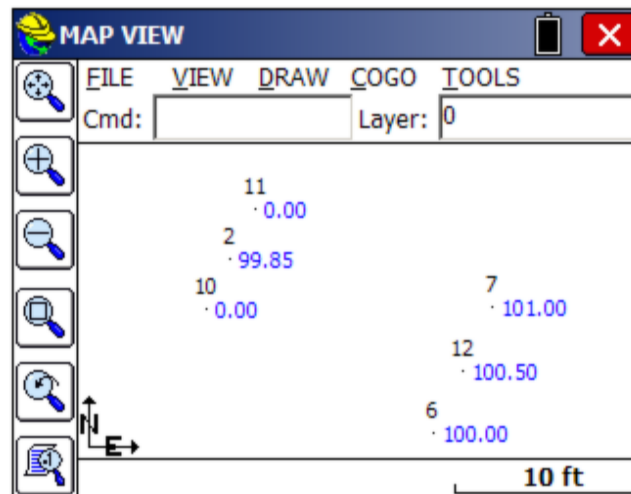 MAP VIEW
FILE VIEW DRAW COGO TOOLS
Cmd: Layer: 0
11
0.00
2
99.85
10
0.00
7
101.00
12
100.50
6
100.00
N
E
10 ft